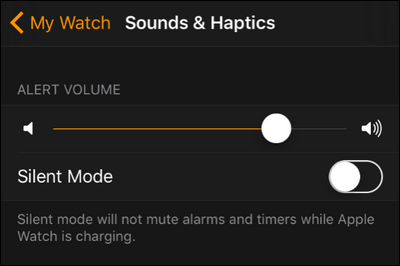 My Watch Sounds & Haptics
ALERT VOLUME
Silent Mode
Silent mode will not mute alarms and timers while Apple
Watch is charging.